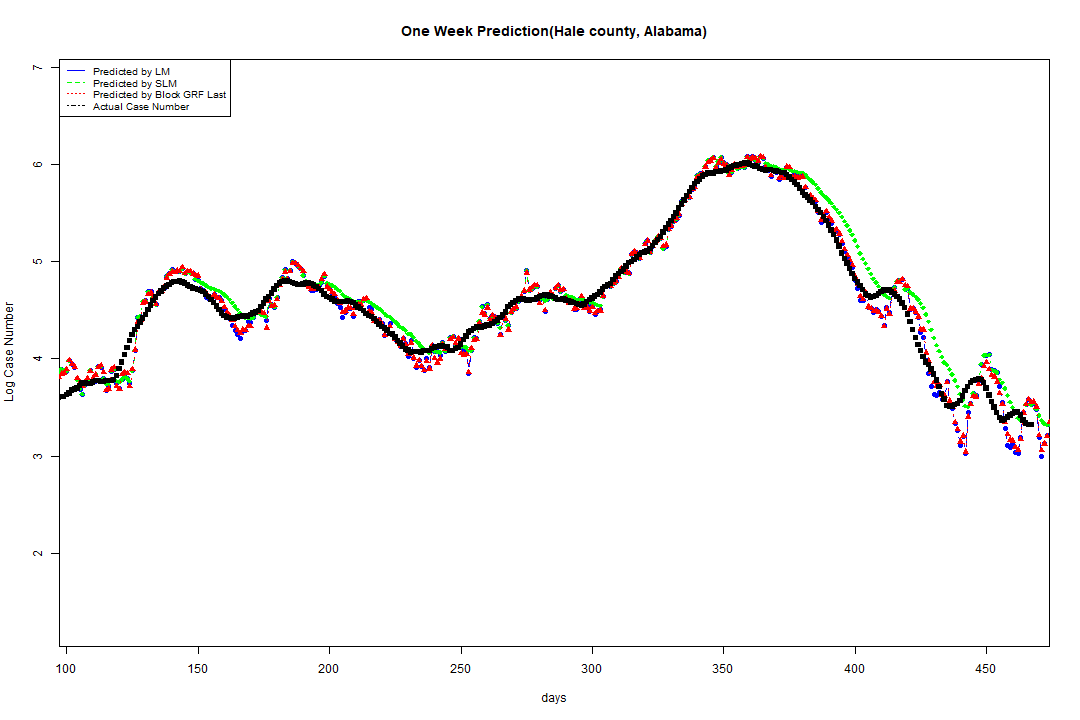 One Week Prediction(Hale county, Alabama)
Predicted by LM
Predicted by SLM
Predicted by Block GRF Last
Actual Case Number
7
6
5
4
3
2
Log Case Number
100 150 200 250 300 350 400 450
days